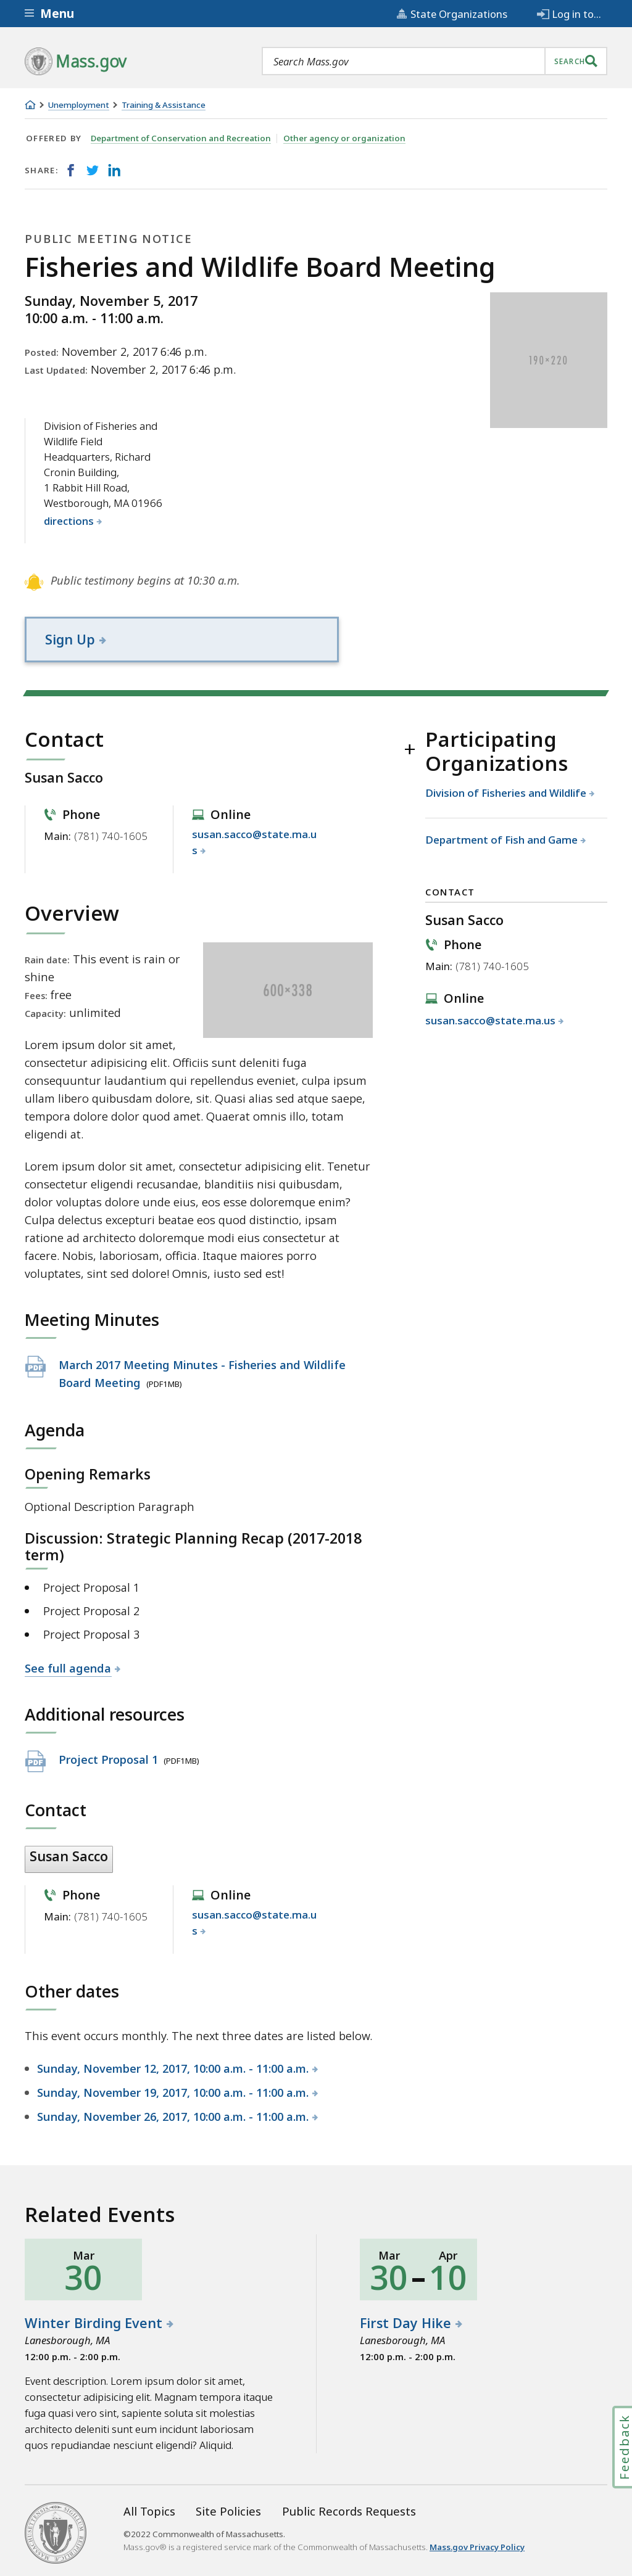 Menu
State Organizations
Log in to...
Mass.gov
Search Mass.gov
SEARCH
Unemployment
Training & Assistance
OFFERED BY Department of Conservation and Recreation Other agency or organization
SHARE:
PUBLIC MEETING NOTICE
Fisheries and Wildlife Board Meeting
Sunday, November 5, 2017
10:00 a.m. - 11:00 a.m.
190×220
Posted: November 2, 2017 6:46 p.m.
Last Updated: November 2, 2017 6:46 p.m.
Division of Fisheries and
Wildlife Field
Headquarters, Richard
Cronin Building,
1 Rabbit Hill Road,
Westborough, MA 01966
directions
Public testimony begins at 10:30 a.m.
Sign Up
Contact
Susan Sacco
Phone
Main: (781) 740-1605
Online
susan.sacco@state.ma.u
s
Overview
Rain date: This event is rain or
shine
Fees: free
Capacity: unlimited
600×338
Lorem ipsum dolor sit amet,
consectetur adipisicing elit. Officiis sunt deleniti fuga
consequuntur laudantium qui repellendus eveniet, culpa ipsum
ullam libero quibusdam dolore, sit. Quasi alias sed atque saepe,
tempora dolore dolor quod amet. Quaerat omnis illo, totam
eligendi at.
Lorem ipsum dolor sit amet, consectetur adipisicing elit. Tenetur
consectetur eligendi recusandae, blanditiis nisi quibusdam,
dolor voluptas dolore unde eius, eos esse doloremque enim?
Culpa delectus excepturi beatae eos quod distinctio, ipsam
ratione ad architecto doloremque modi eius consectetur at
facere. Nobis, laboriosam, officia. Itaque maiores porro
voluptates, sint sed dolore! Omnis, iusto sed est!
Meeting Minutes
PDF
March 2017 Meeting Minutes - Fisheries and Wildlife
Board Meeting (PDF1MB)
Agenda
Opening Remarks
Optional Description Paragraph
Discussion: Strategic Planning Recap (2017-2018
term)
Project Proposal 1
Project Proposal 2
Project Proposal 3
See full agenda
Additional resources
PDF
Project Proposal 1 (PDF1MB)
Contact
Susan Sacco
Phone
Main: (781) 740-1605
Online
susan.sacco@state.ma.u
s
Other dates
This event occurs monthly. The next three dates are listed below.
Sunday, November 12, 2017, 10:00 a.m. - 11:00 a.m.
Sunday, November 19, 2017, 10:00 a.m. - 11:00 a.m.
Sunday, November 26, 2017, 10:00 a.m. - 11:00 a.m.
+
Participating
Organizations
Division of Fisheries and Wildlife
Department of Fish and Game
CONTACT
Susan Sacco
Phone
Main: (781) 740-1605
Online
susan.sacco@state.ma.us
Related Events
Mar
30
Winter Birding Event
Lanesborough, MA
12:00 p.m. - 2:00 p.m.
Event description. Lorem ipsum dolor sit amet,
consectetur adipisicing elit. Magnam tempora itaque
fuga quasi vero sint, sapiente soluta sit molestias
architecto deleniti sunt eum incidunt laboriosam
quos repudiandae nesciunt eligendi? Aliquid.
Mar Apr
30 – 10
First Day Hike
Lanesborough, MA
12:00 p.m. - 2:00 p.m.
Feedback
All Topics Site Policies Public Records Requests
©2022 Commonwealth of Massachusetts.
Mass.gov® is a registered service mark of the Commonwealth of Massachusetts. Mass.gov Privacy Policy